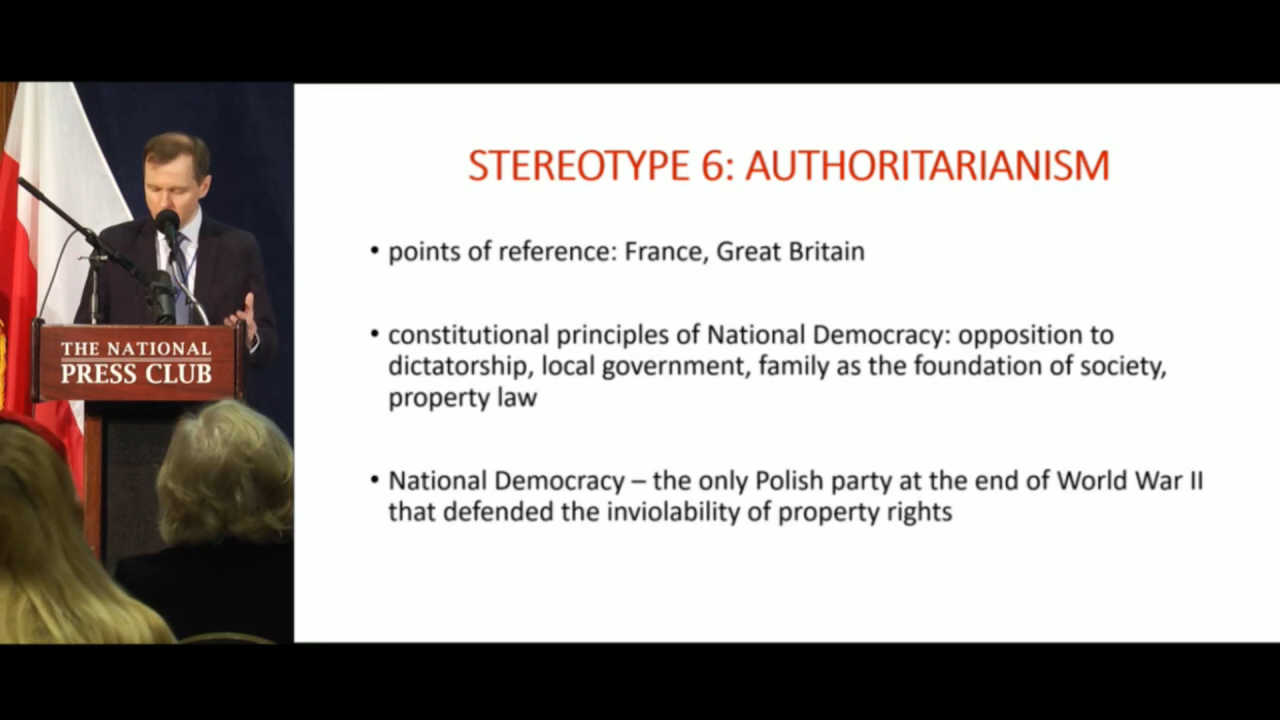 THE NATIONAL
PRESS CLUB
STEREOTYPE 6: AUTHORITARIANISM
• points of reference: France, Great Britain
• constitutional principles of National Democracy: opposition to
dictatorship, local government, family as the foundation of society,
property law
• National Democracy – the only Polish party at the end of World War II
that defended the inviolability of property rights